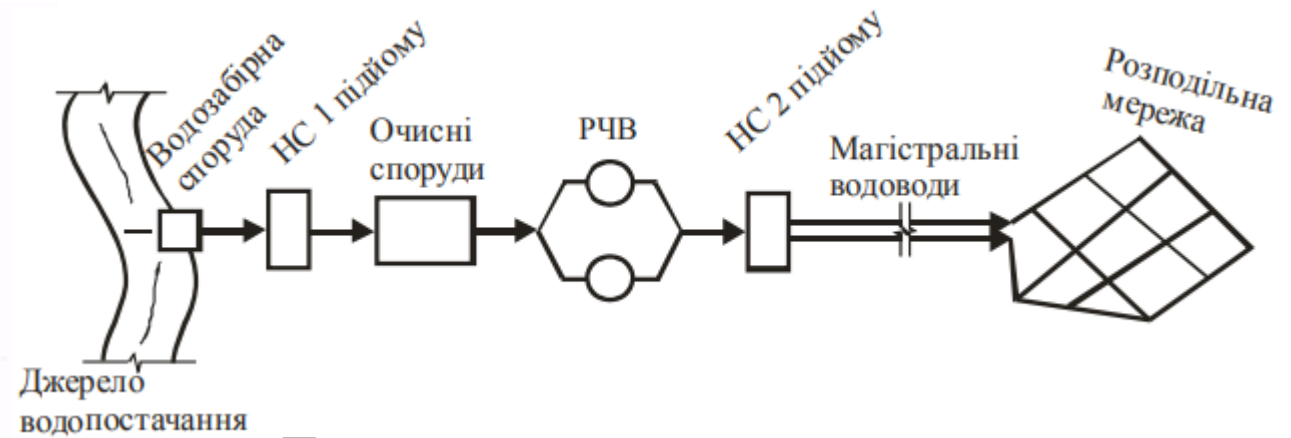 Водозабірна
споруда
НС 1 підйому
Очисні
споруди
РЧВ
НС 2 підйому
Магістральні
водоводи
Розподільна
мережа
Джерело
водопостачання